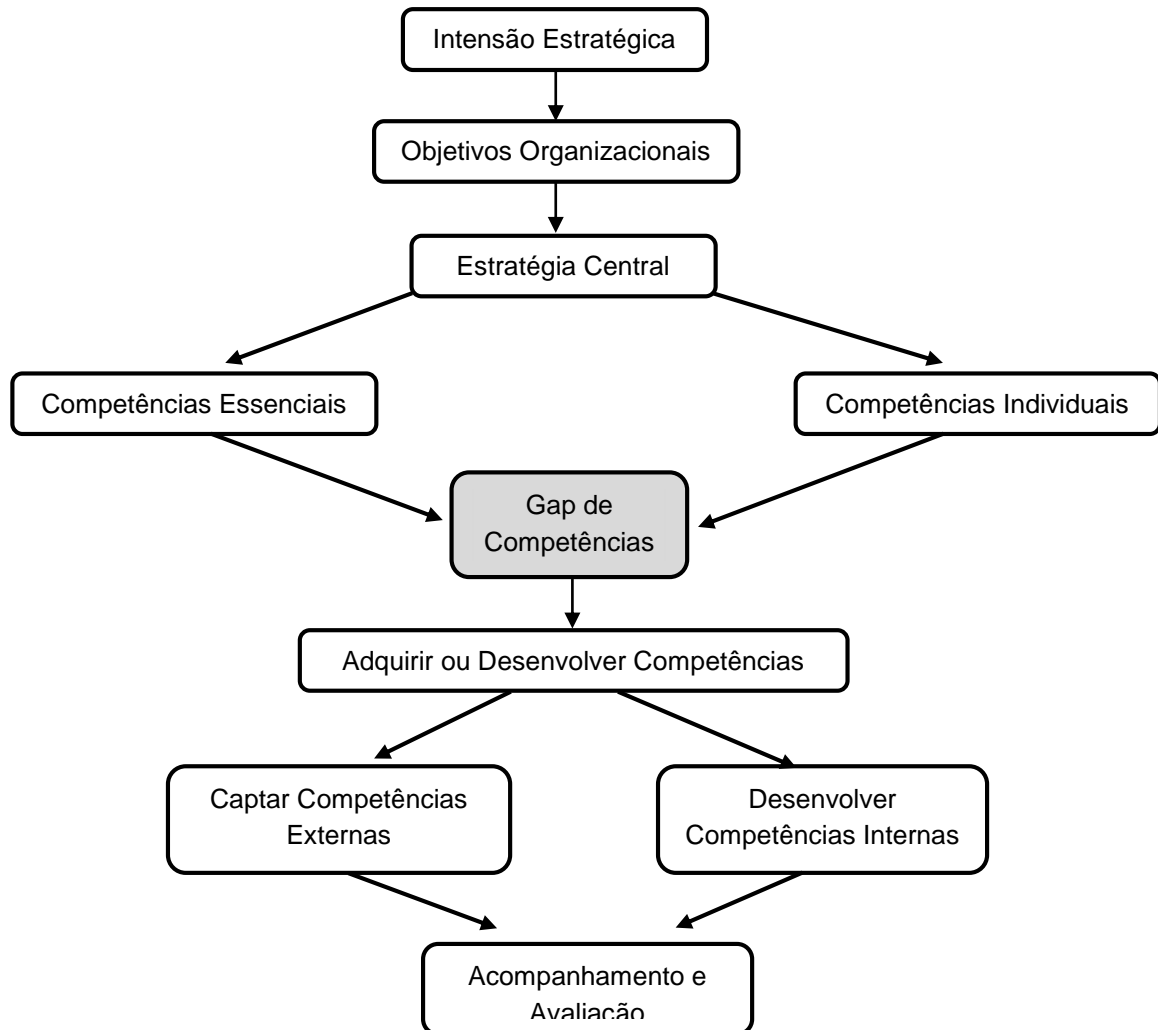 Intensão Estratégica
Objetivos Organizacionais
Estratégia Central
Competências Essenciais
Competências Individuais
Gap de
Competências
Adquirir ou Desenvolver Competências
Captar Competências
Externas
Desenvolver
Competências Internas
Acompanhamento e
Avaliação